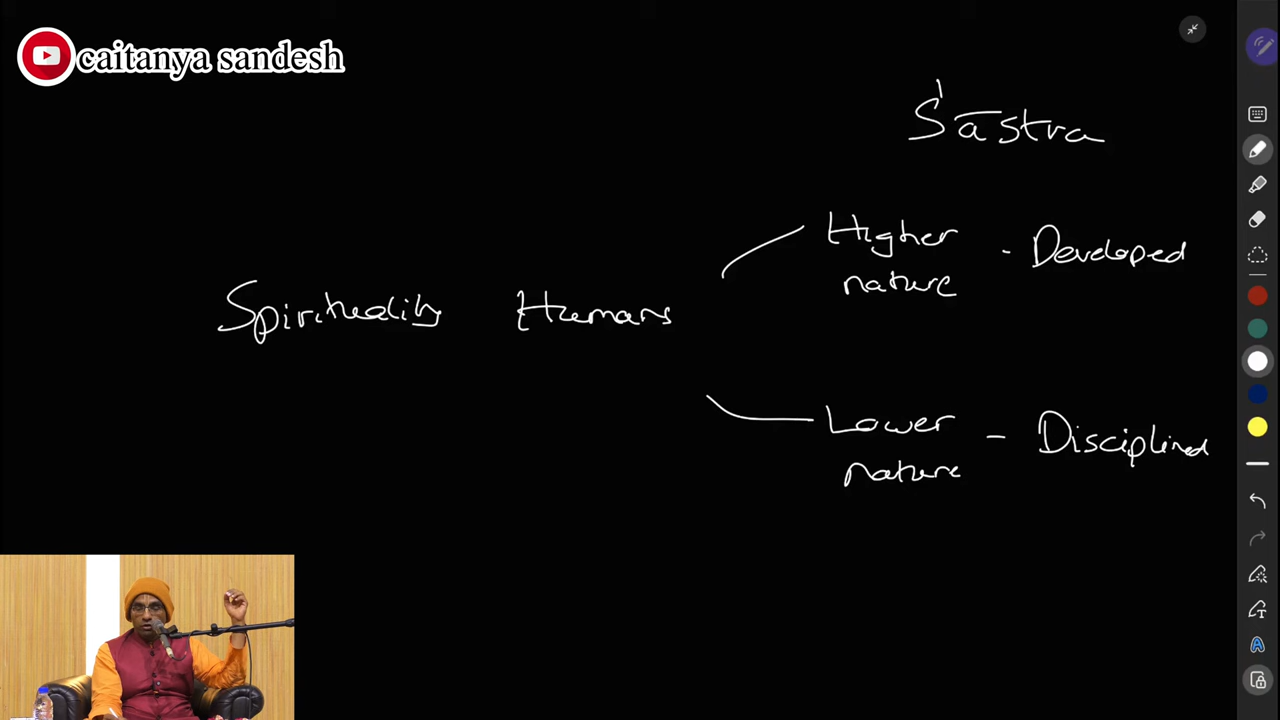 caitanya sandesh
Śāstra
Higher nature - Developed
Spirituality Humans
Lower nature - Disciplined